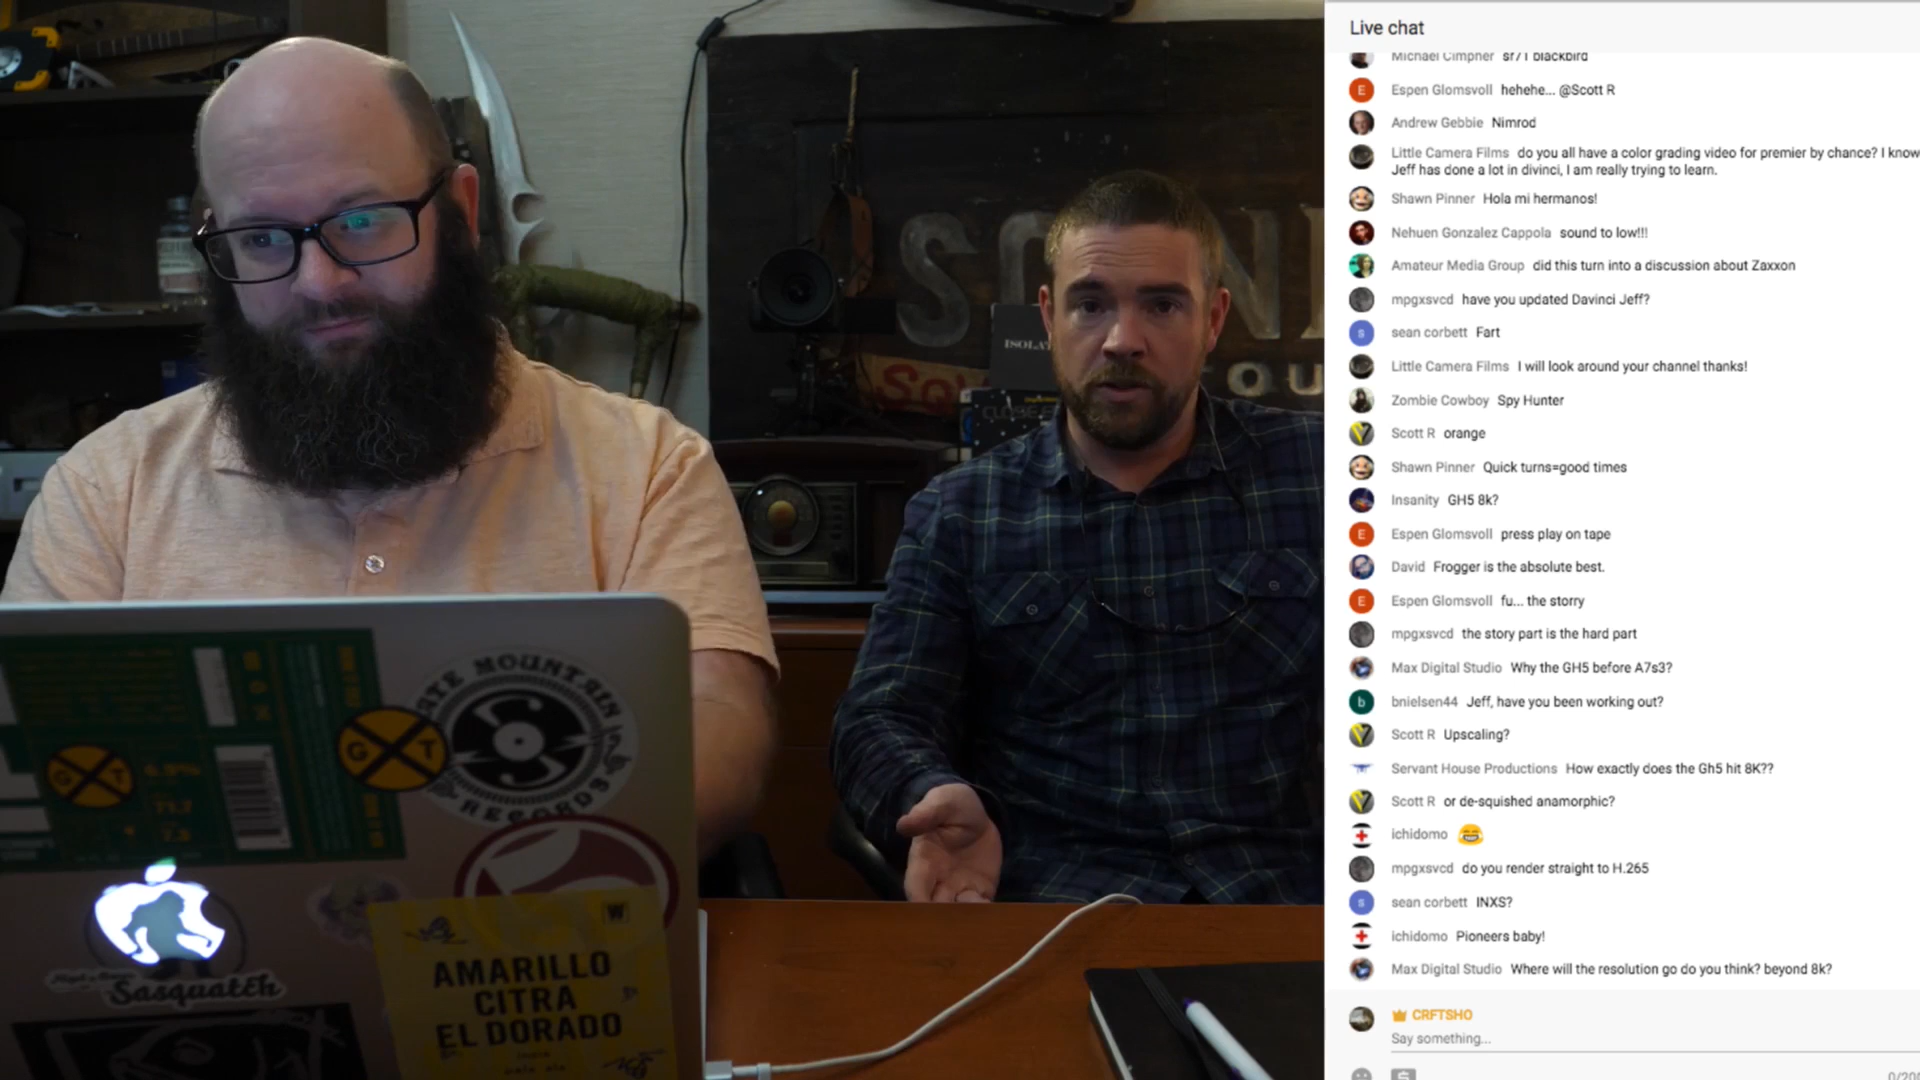 Live chat
Michael Cimpher sr71 blackbird
E Espen Glomsvoll hehehe... @Scott R
Andrew Gebbie Nimrod
Little Camera Films do you all have a color grading video for premier by chance? I know
Jeff has done a lot in divinci, I am really trying to learn.
Shawn Pinner Hola mi hermanos!
Nehuen Gonzalez Cappola sound to low!!!
Amateur Media Group did this turn into a discussion about Zaxxon
mpgxsvcd have you updated Davinci Jeff?
s sean corbett Fart
Little Camera Films I will look around your channel thanks!
Zombie Cowboy Spy Hunter
Scott R orange
Shawn Pinner Quick turns=good times
Insanity GH5 8k?
E Espen Glomsvoll press play on tape
David Frogger is the absolute best.
E Espen Glomsvoll fu... the storry
mpgxsvcd the story part is the hard part
Max Digital Studio Why the GH5 before A7s3?
b bnielsen44 Jeff, have you been working out?
Scott R Upscaling?
Servant House Productions How exactly does the Gh5 hit 8K??
Scott R or de-squished anamorphic?
ichidomo 😂
mpgxsvcd do you render straight to H.265
s sean corbett INXS?
ichidomo Pioneers baby!
Max Digital Studio Where will the resolution go do you think? beyond 8k?
CRFTSHO
Say something...
SONI
OU
CLOSE
G T
G T
ATE MOUNTAIN
RECORDS
Sasquatch
W
AMARILLO
CITRA
EL DORADO